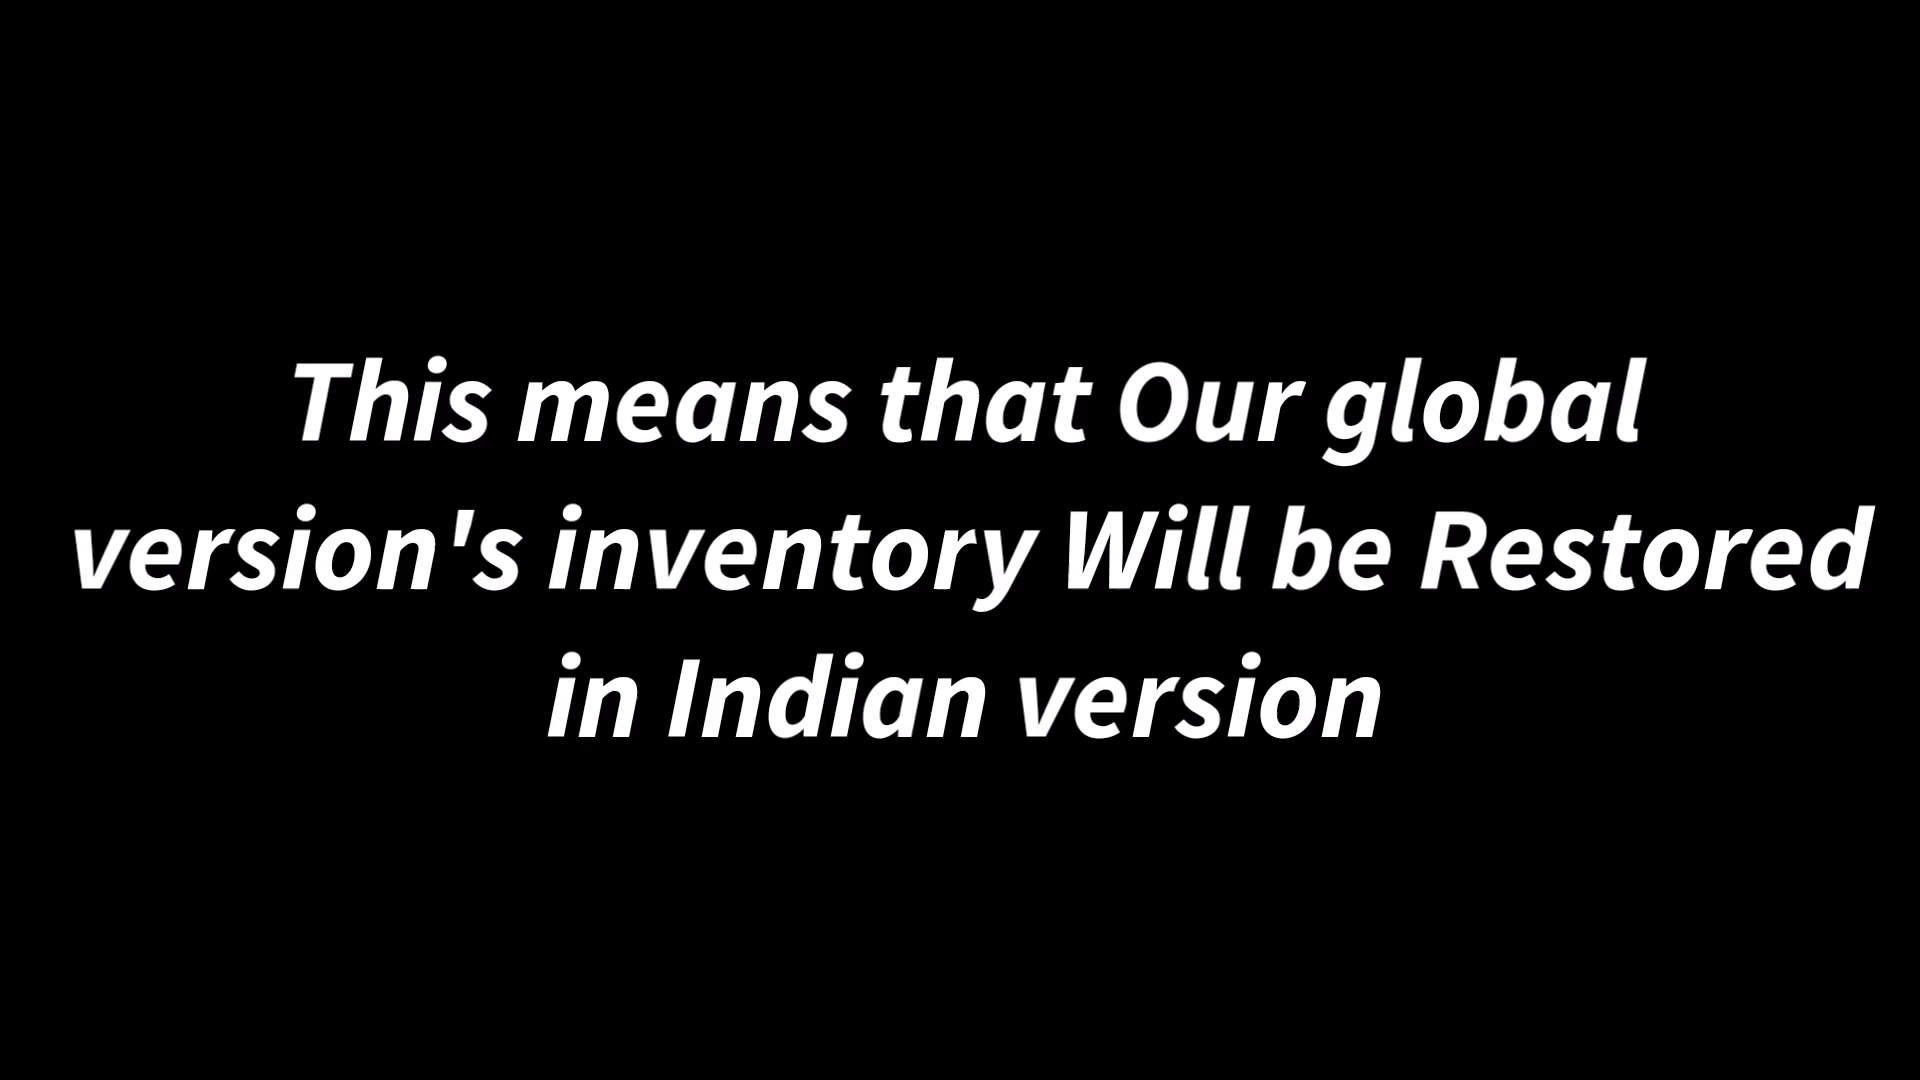 This means that Our global
version's inventory Will be Restored
in Indian version